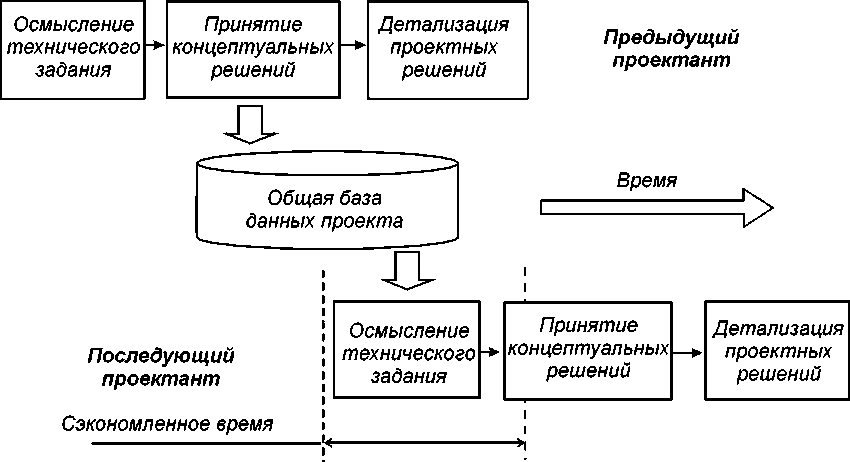 Осмысление
технического
задания
Принятие
концептуальных
решений
Детализация
проектных
решений
Предыдущий
проектант
Общая база
данных проекта
Время
Осмысление
технического
задания
Принятие
концептуальных
решений
Детализация
проектных
решений
Последующий
проектант
Сэкономленное время